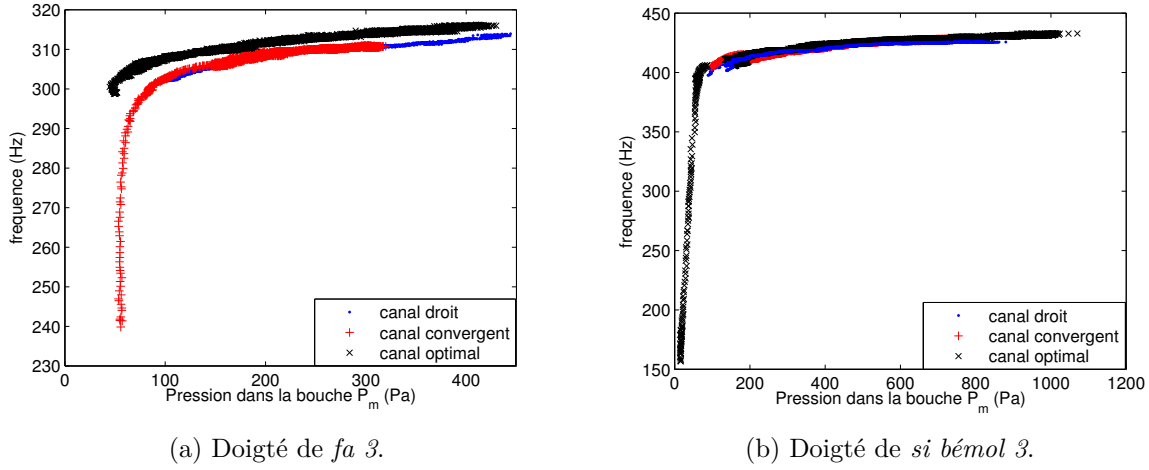 320
310
300
290
280
270
260
250
240
230
frequence (Hz)
0 100 200 300 400
Pression dans la bouche P_m (Pa)
canal droit
canal convergent
canal optimal
(a) Doigté de fa 3.
450
400
350
300
250
200
150
frequence (Hz)
0 200 400 600 800 1000 1200
Pression dans la bouche P_m (Pa)
canal droit
canal convergent
canal optimal
(b) Doigté de si bémol 3.